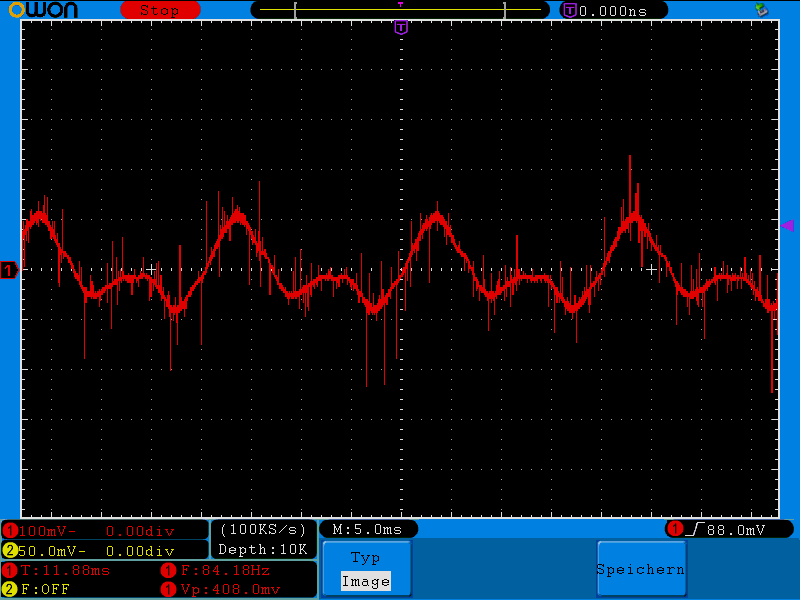 OWON Stop T 0.000ns
T
1
1 100mV- 0.00div (100KS/s) M:5.0ms 1 88.0mV
2 50.0mV- 0.00div Depth:10K
1 T:11.88ms 1 F:84.18Hz
2 F:OFF 1 Vp:408.0mv
Typ
Image
Speichern